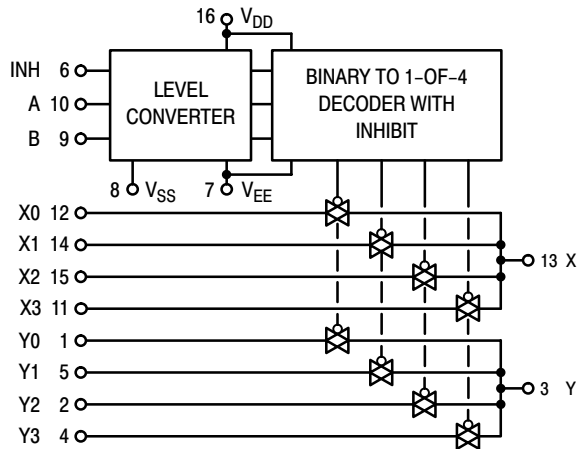 16 VDD
INH 6
A 10
B 9
LEVEL
CONVERTER
BINARY TO 1-OF-4
DECODER WITH
INHIBIT
8 VSS
7 VEE
X0 12
X1 14
X2 15
X3 11
13 X
Y0 1
Y1 5
Y2 2
Y3 4
3 Y